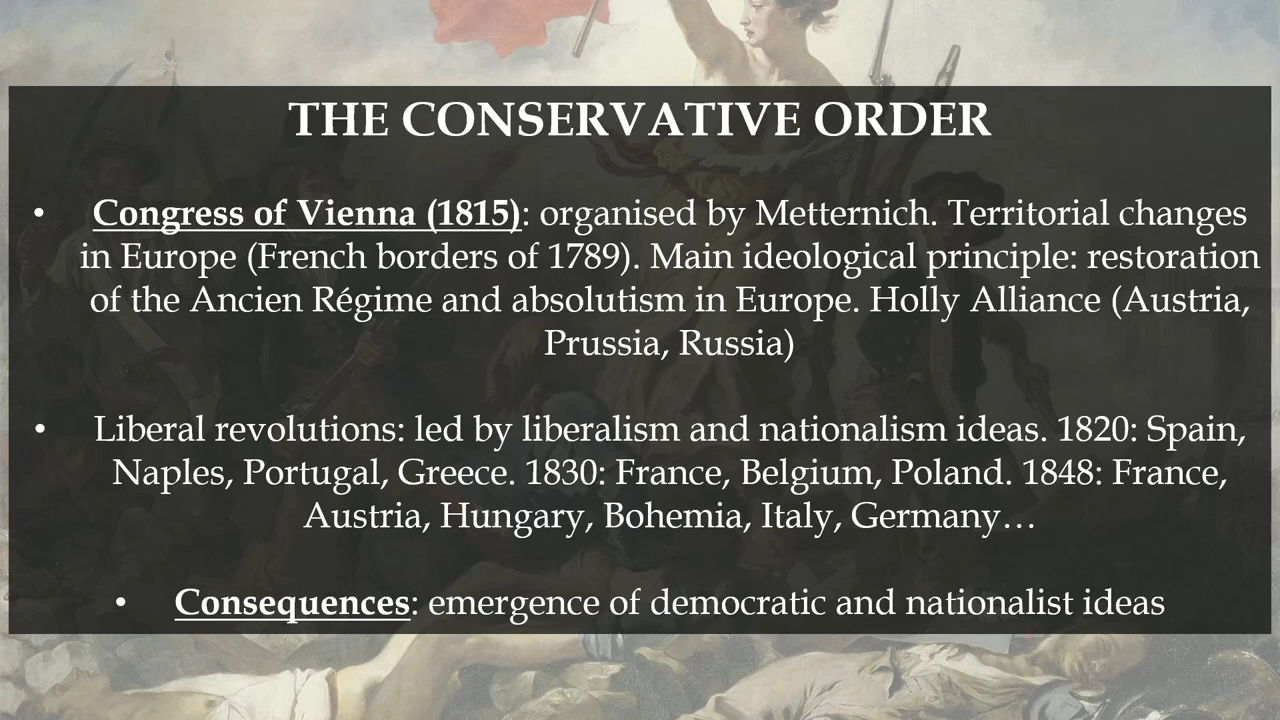 THE CONSERVATIVE ORDER
• Congress of Vienna (1815): organised by Metternich. Territorial changes
in Europe (French borders of 1789). Main ideological principle: restoration
of the Ancien Régime and absolutism in Europe. Holly Alliance (Austria,
Prussia, Russia)
• Liberal revolutions: led by liberalism and nationalism ideas. 1820: Spain,
Naples, Portugal, Greece. 1830: France, Belgium, Poland. 1848: France,
Austria, Hungary, Bohemia, Italy, Germany…
• Consequences: emergence of democratic and nationalist ideas